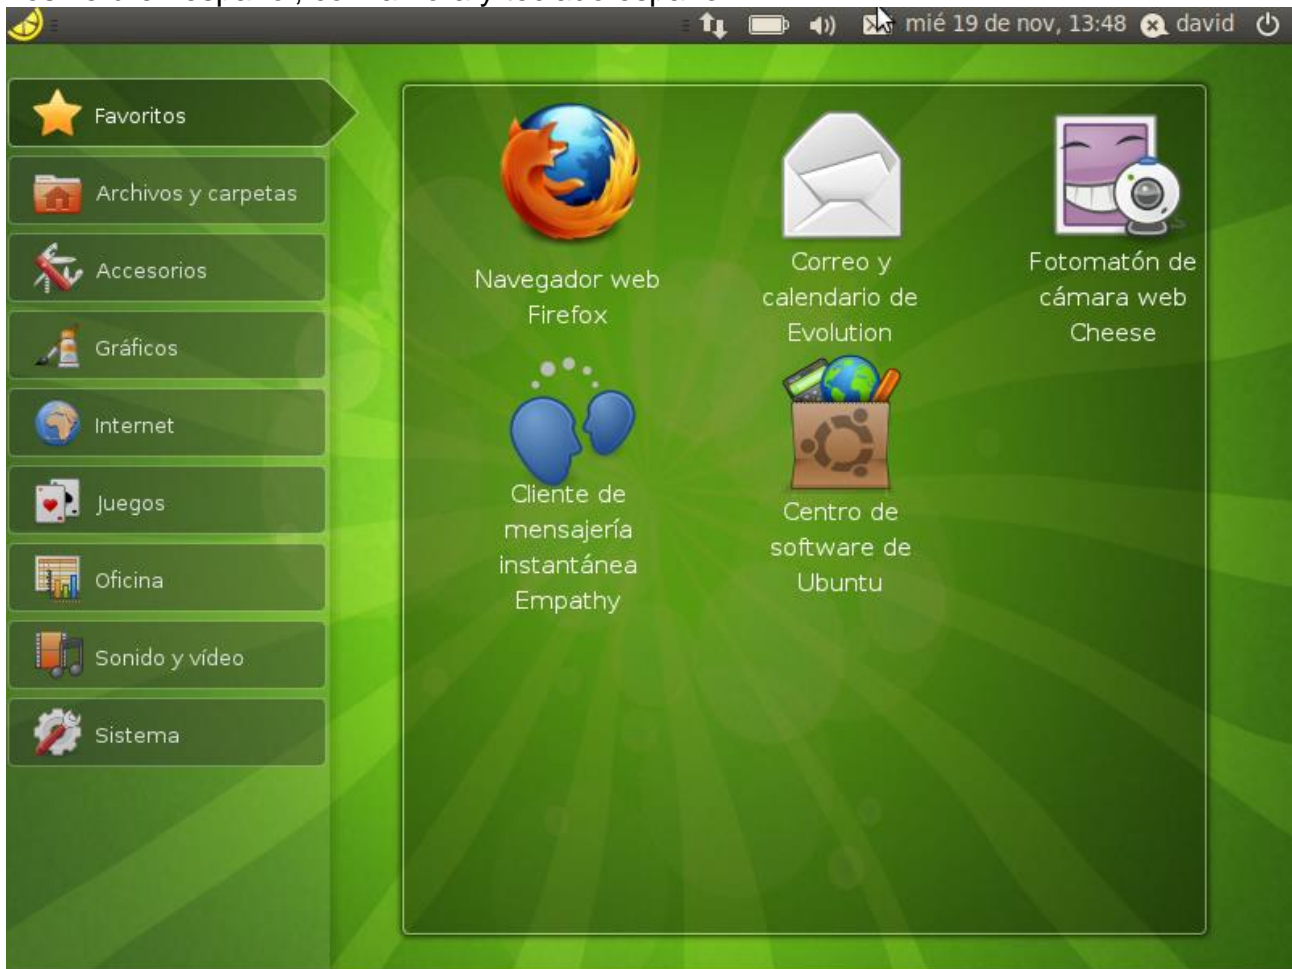 mié 19 de nov, 13:48 david
Favoritos
Archivos y carpetas
Accesorios
Gráficos
Internet
Juegos
Oficina
Sonido y vídeo
Sistema
Navegador web
Firefox
Correo y
calendario de
Evolution
Fotomatón de
cámara web
Cheese
Cliente de
mensajería
instantánea
Empathy
Centro de
software de
Ubuntu